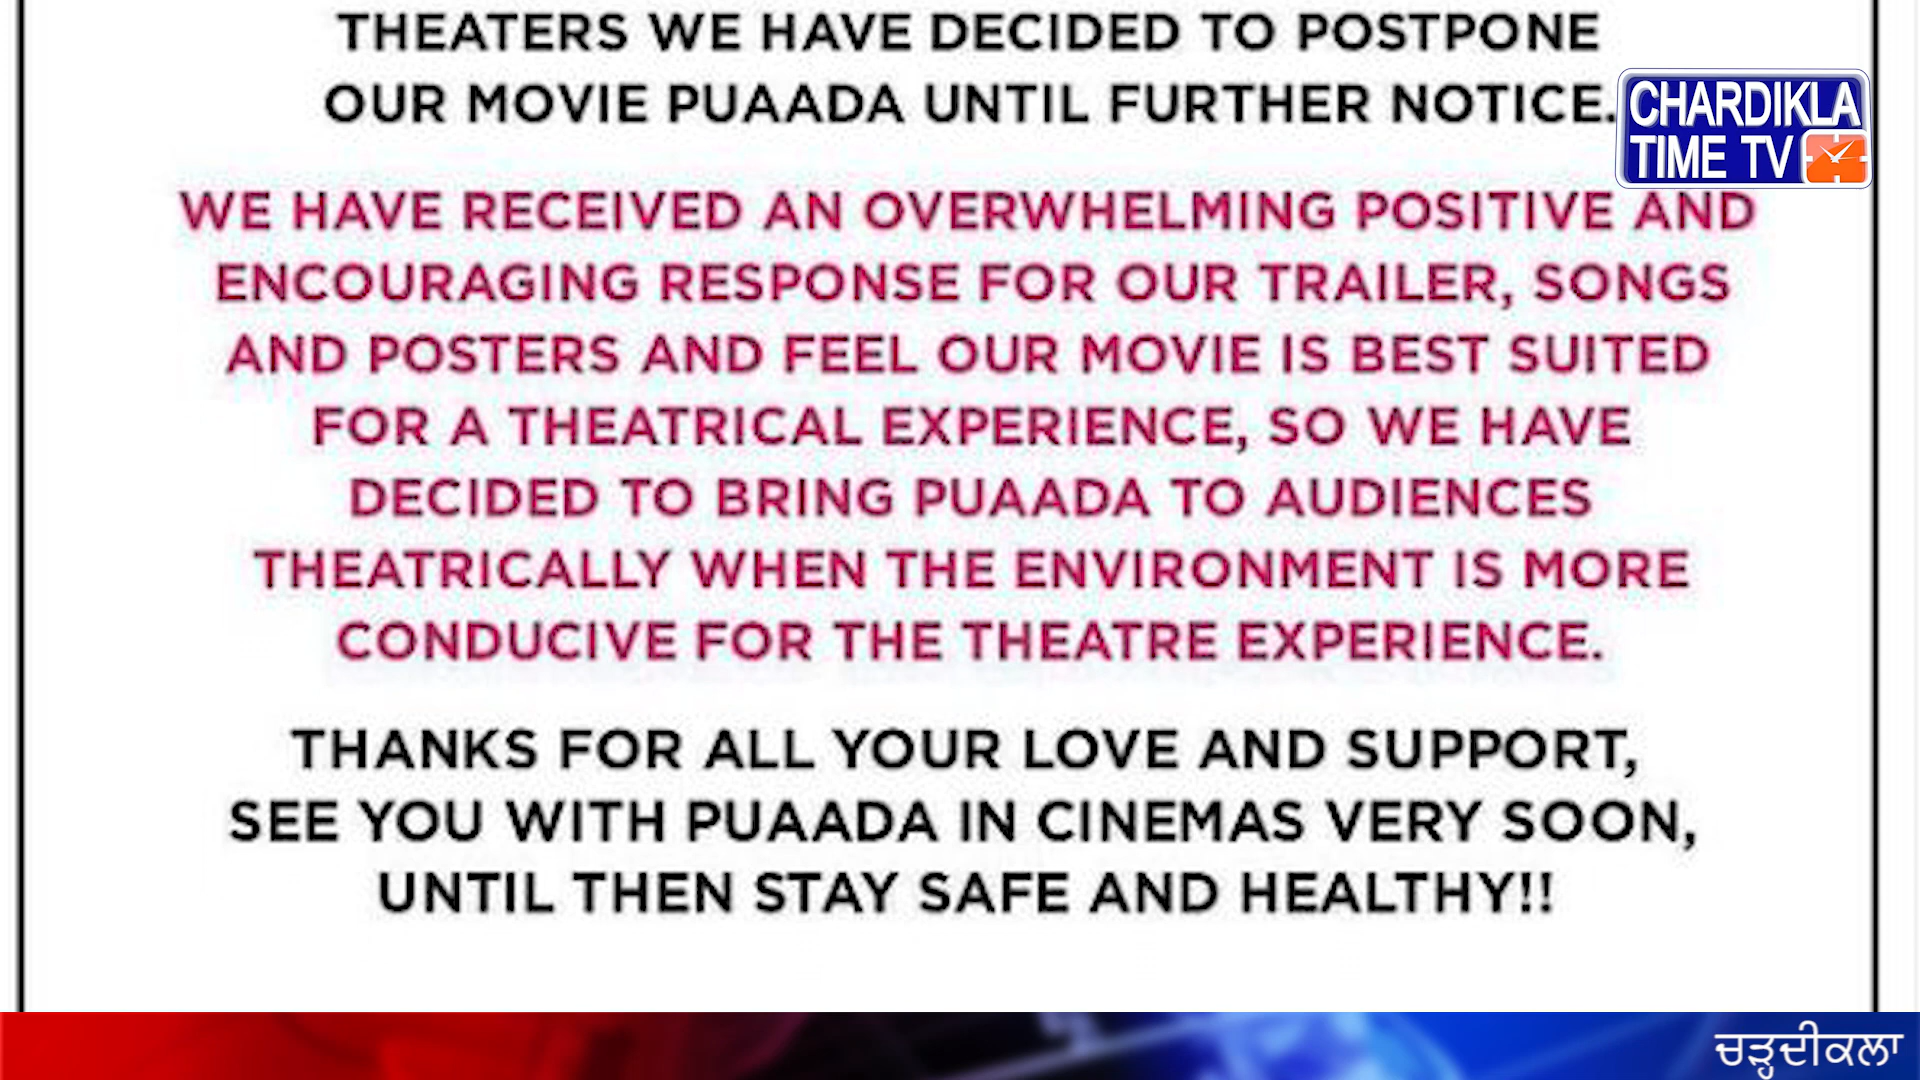 THEATERS WE HAVE DECIDED TO POSTPONE
OUR MOVIE PUAADA UNTIL FURTHER NOTICE.
CHARDIKLA
TIME TV
WE HAVE RECEIVED AN OVERWHELMING POSITIVE AND
ENCOURAGING RESPONSE FOR OUR TRAILER, SONGS
AND POSTERS AND FEEL OUR MOVIE IS BEST SUITED
FOR A THEATRICAL EXPERIENCE, SO WE HAVE
DECIDED TO BRING PUAADA TO AUDIENCES
THEATRICALLY WHEN THE ENVIRONMENT IS MORE
CONDUCIVE FOR THE THEATRE EXPERIENCE.
THANKS FOR ALL YOUR LOVE AND SUPPORT,
SEE YOU WITH PUAADA IN CINEMAS VERY SOON,
UNTIL THEN STAY SAFE AND HEALTHY!!
ਚੜ੍ਹਦੀਕਲਾ